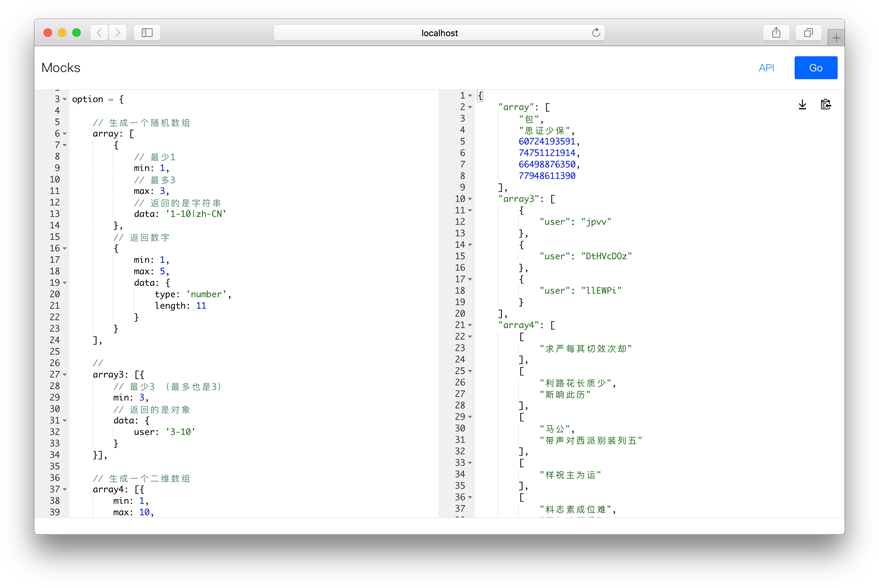 localhost
Mocks
API
Go
3 option = {
4
5 // 生成一个随机数组
6 array: [
7 {
8 // 最少1
9 min: 1,
10 // 最多3
11 max: 3,
12 // 返回的是字符串
13 data: '1-10|zh-CN'
14 },
15 // 返回数字
16 {
17 min: 1,
18 max: 5,
19 data: {
20 type: 'number',
21 length: 11
22 }
23 }
24 ],
25
26 //
27 array3: [{
28 // 最少3 （最多也是3）
29 min: 3,
30 // 返回的是对象
31 data: {
32 user: '3-10'
33 }
34 }],
35
36 // 生成一个二维数组
37 array4: [{
38 min: 1,
39 max: 10,
1 {
2 "array": [
3 "包",
4 "思证少保",
5 60724193591,
6 74751121914,
7 66498876350,
8 77948611390
9 ],
10 "array3": [
11 {
12 "user": "jpvv"
13 },
14 {
15 "user": "DtHVcDOz"
16 },
17 {
18 "user": "llEWPi"
19 }
20 ],
21 "array4": [
22 [
23 "求严每其切效次却"
24 ],
25 [
26 "利路花长质少",
27 "斯响此历"
28 ],
29 [
30 "马公",
31 "带声对西派别装列五"
32 ],
33 [
34 "样祝主为运"
35 ],
36 [
37 "料志素成位难",